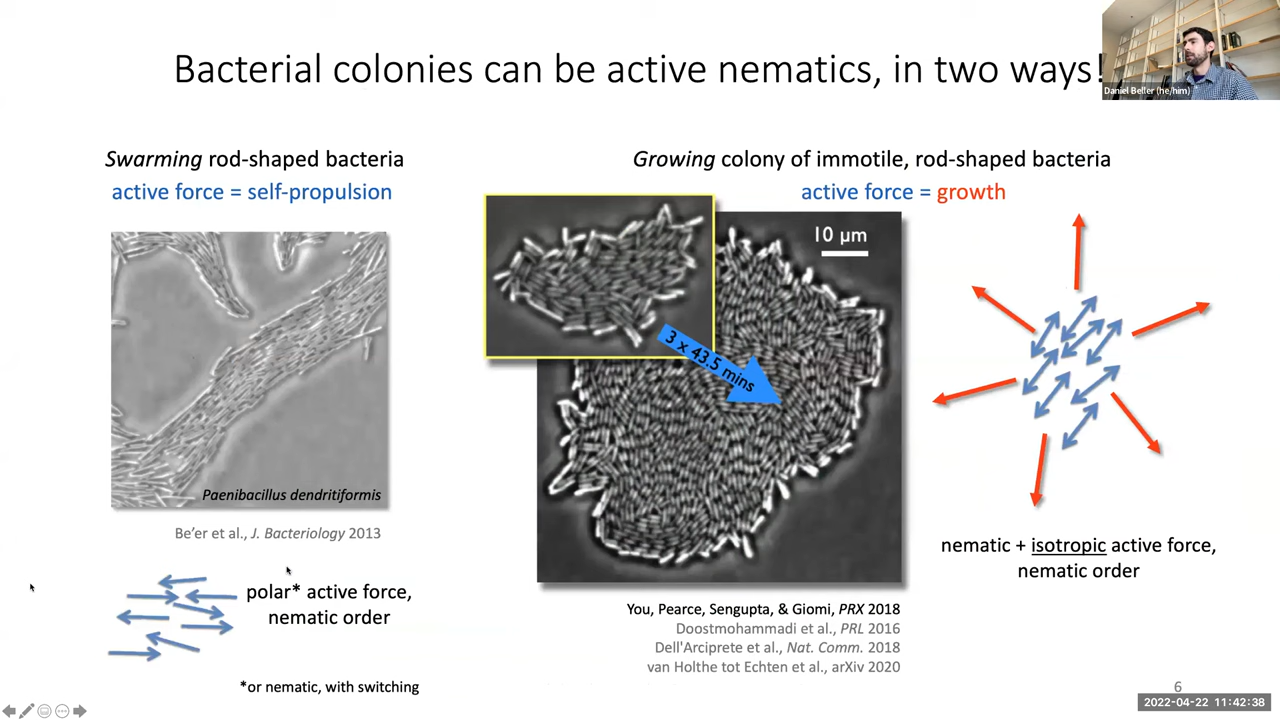 Bacterial colonies can be active nematics, in two ways!
Daniel Beller (he/him)
Swarming rod-shaped bacteria
active force = self-propulsion
Paenibacillus dendritiformis
Be'er et al., J. Bacteriology 2013
polar* active force,
nematic order
*or nematic, with switching
Growing colony of immotile, rod-shaped bacteria
active force = growth
10 μm
3 x 43.5 mins
You, Pearce, Sengupta, & Giomi, PRX 2018
Doostmohammadi et al., PRL 2016
Dell'Arciprete et al., Nat. Comm. 2018
van Holthe tot Echten et al., arXiv 2020
nematic + isotropic active force,
nematic order
6
2022-04-22 11:42:38